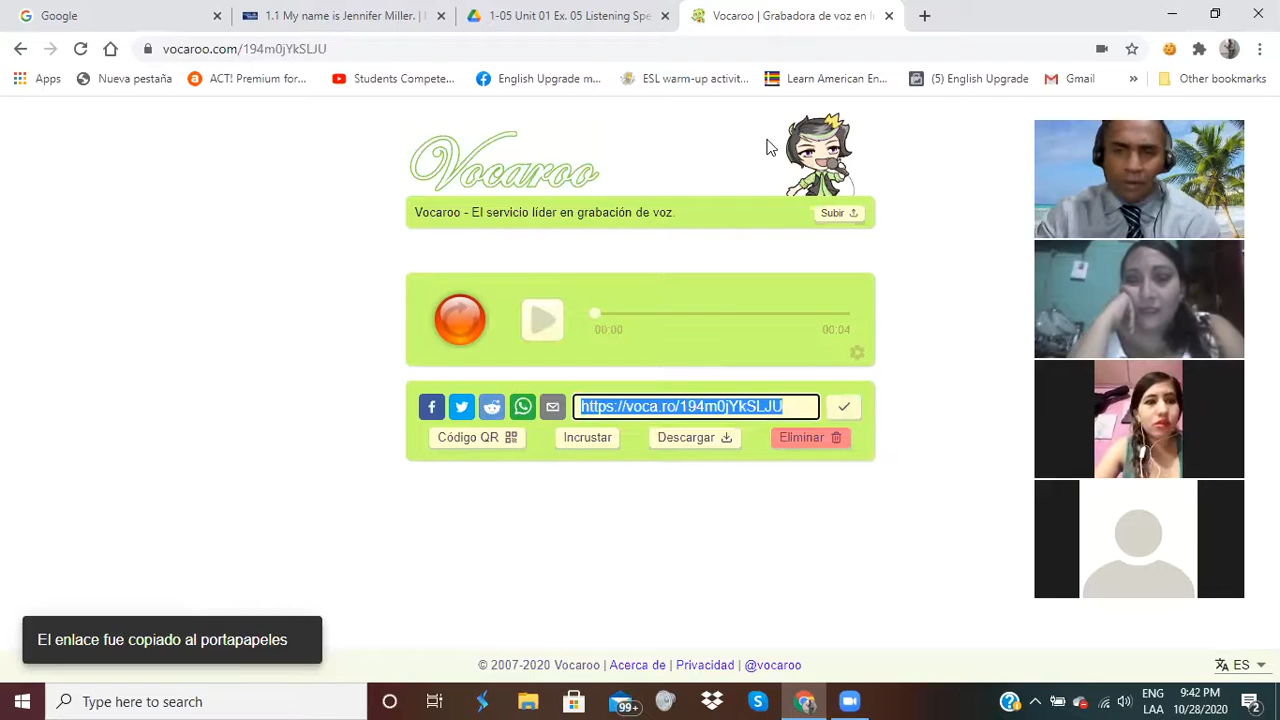 Google
1.1 My name is Jennifer Miller. |
1-05 Unit 01 Ex. 05 Listening Spe
Vocaroo | Grabadora de voz en lí
vocaroo.com/194m0jYkSLJU
Apps
Nueva pestaña
ACT! Premium for...
Students Compete...
English Upgrade m...
ESL warm-up activit...
Learn American En...
(5) English Upgrade
Gmail
»
Other bookmarks
Vocaroo
Vocaroo - El servicio líder en grabación de voz.
Subir
00:00
00:04
https://voca.ro/194m0jYkSLJU
Código QR
Incrustar
Descargar
Eliminar
El enlace fue copiado al portapapeles
© 2007-2020 Vocaroo | Acerca de | Privacidad | @vocaroo
ES
Type here to search
99+
ENG
LAA
9:42 PM
10/28/2020
2